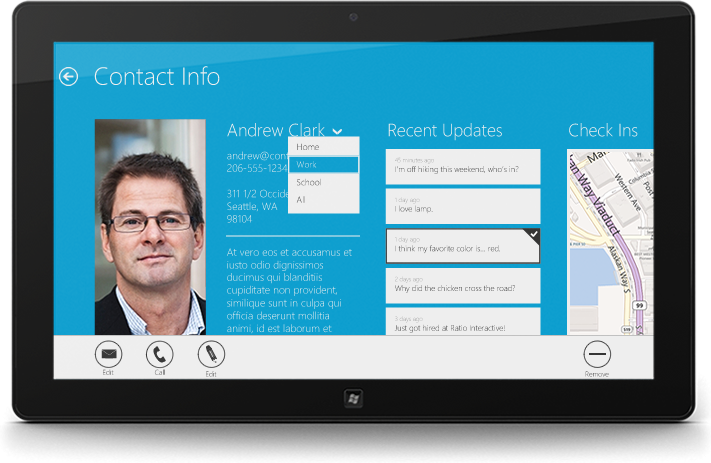 Contact Info
Andrew Clark
Home
Work
School
All
206-555-1234
311 1/2
Seattle, WA
98104
At vero eos et accusamus et
iusto odio dignissimos
ducimus qui blanditiis
cupiditate non provident,
similique sunt in culpa qui
officia deserunt mollitia
animi, id est laborum et
Recent Updates
45 minutes ago
I'm off hiking this weekend, who's in?
1 day ago
I love lamp.
1 day ago
I think my favorite color is... red.
2 days ago
Why did the chicken cross the road?
3 days ago
Just got hired at Ratio Interactive!
Check Ins
Western Ave
Alaskan Way Viaduct
Alaskan Way S
99
99
Edit
Call
Edit
Remove